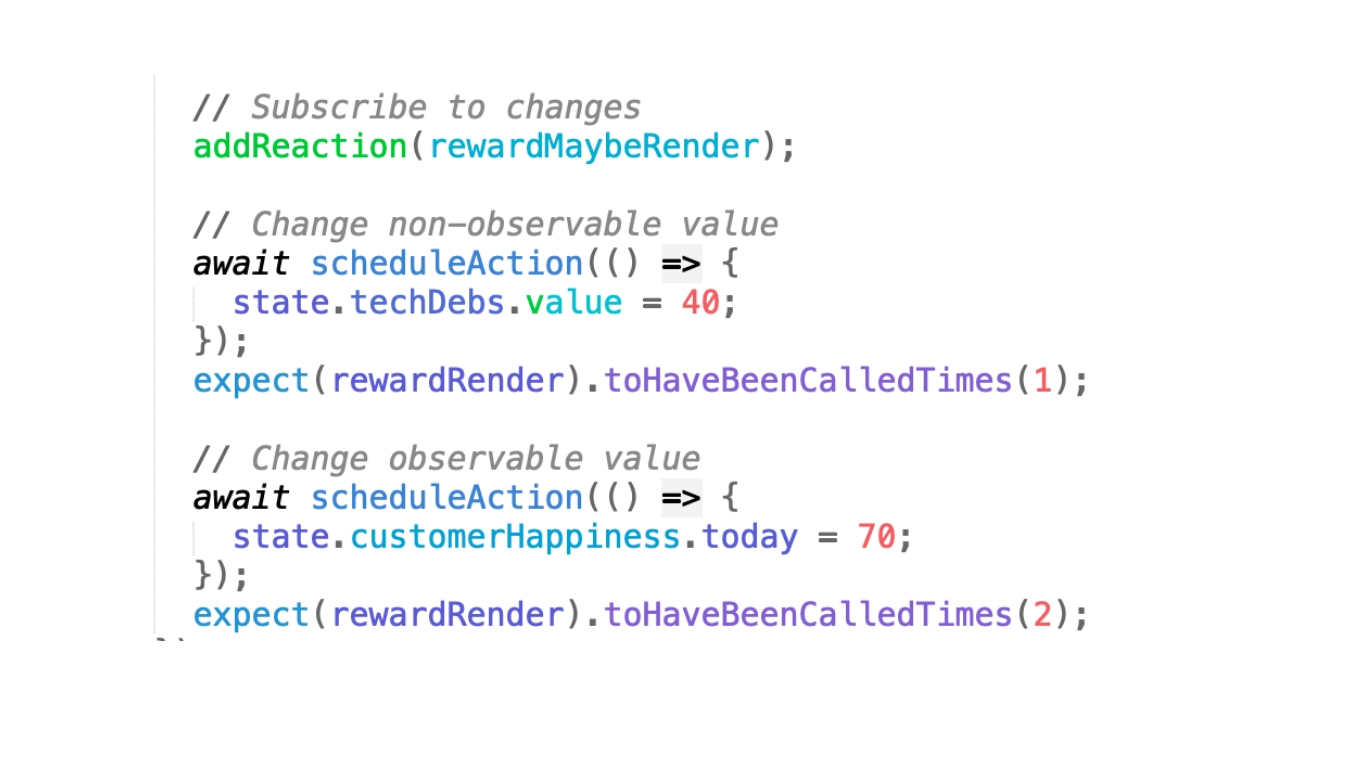 // Subscribe to changes
addReaction(rewardMaybeRender);
// Change non-observable value
await scheduleAction(() => {
state.techDebs.value = 40;
});
expect(rewardRender).toHaveBeenCalledTimes(1);
// Change observable value
await scheduleAction(() => {
state.customerHappiness.today = 70;
});
expect(rewardRender).toHaveBeenCalledTimes(2);